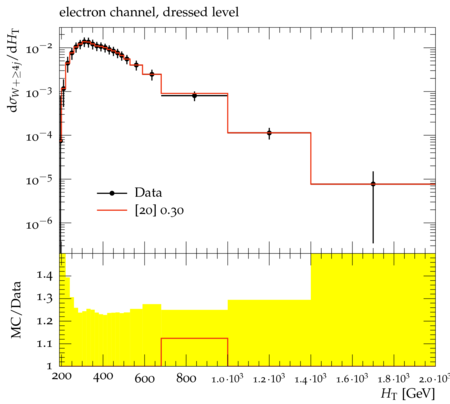 electron channel, dressed level
dσW+≥4j/dHT
10−2
10−3
10−4
10−5
10−6
Data
[20] 0.30
MC/Data
1.4
1.3
1.2
1.1
1
200 400 600 800 1.0·10³ 1.2·10³ 1.4·10³ 1.6·10³ 1.8·10³ 2.0·10³
HT [GeV]